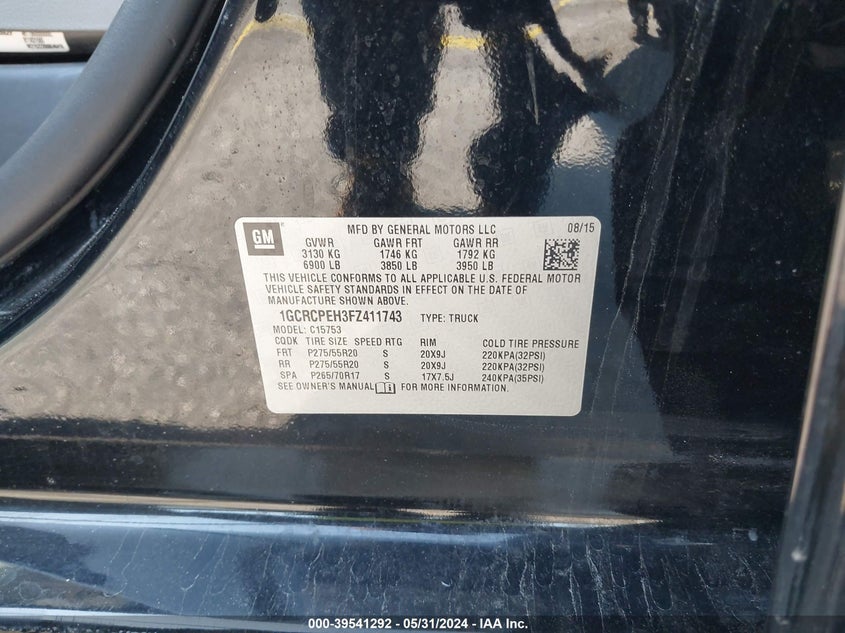 GM
MFD BY GENERAL MOTORS LLC 08/15
GVWR GAWR FRT GAWR RR
3130 KG 1746 KG 1792 KG
6900 LB 3850 LB 3950 LB
THIS VEHICLE CONFORMS TO ALL APPLICABLE U.S. FEDERAL MOTOR
VEHICLE SAFETY STANDARDS IN EFFECT ON THE DATE OF
MANUFACTURE SHOWN ABOVE.
1GCRCPEH3FZ411743 TYPE: TRUCK
MODEL: C15753
CQDK TIRE SIZE SPEED RTG RIM COLD TIRE PRESSURE
FRT P275/55R20 S 20X9J 220KPA(32PSI)
RR P275/55R20 S 20X9J 220KPA(32PSI)
SPA P265/70R17 S 17X7.5J 240KPA(35PSI)
SEE OWNER'S MANUAL FOR MORE INFORMATION.
000-39541292 - 05/31/2024 - IAA Inc.